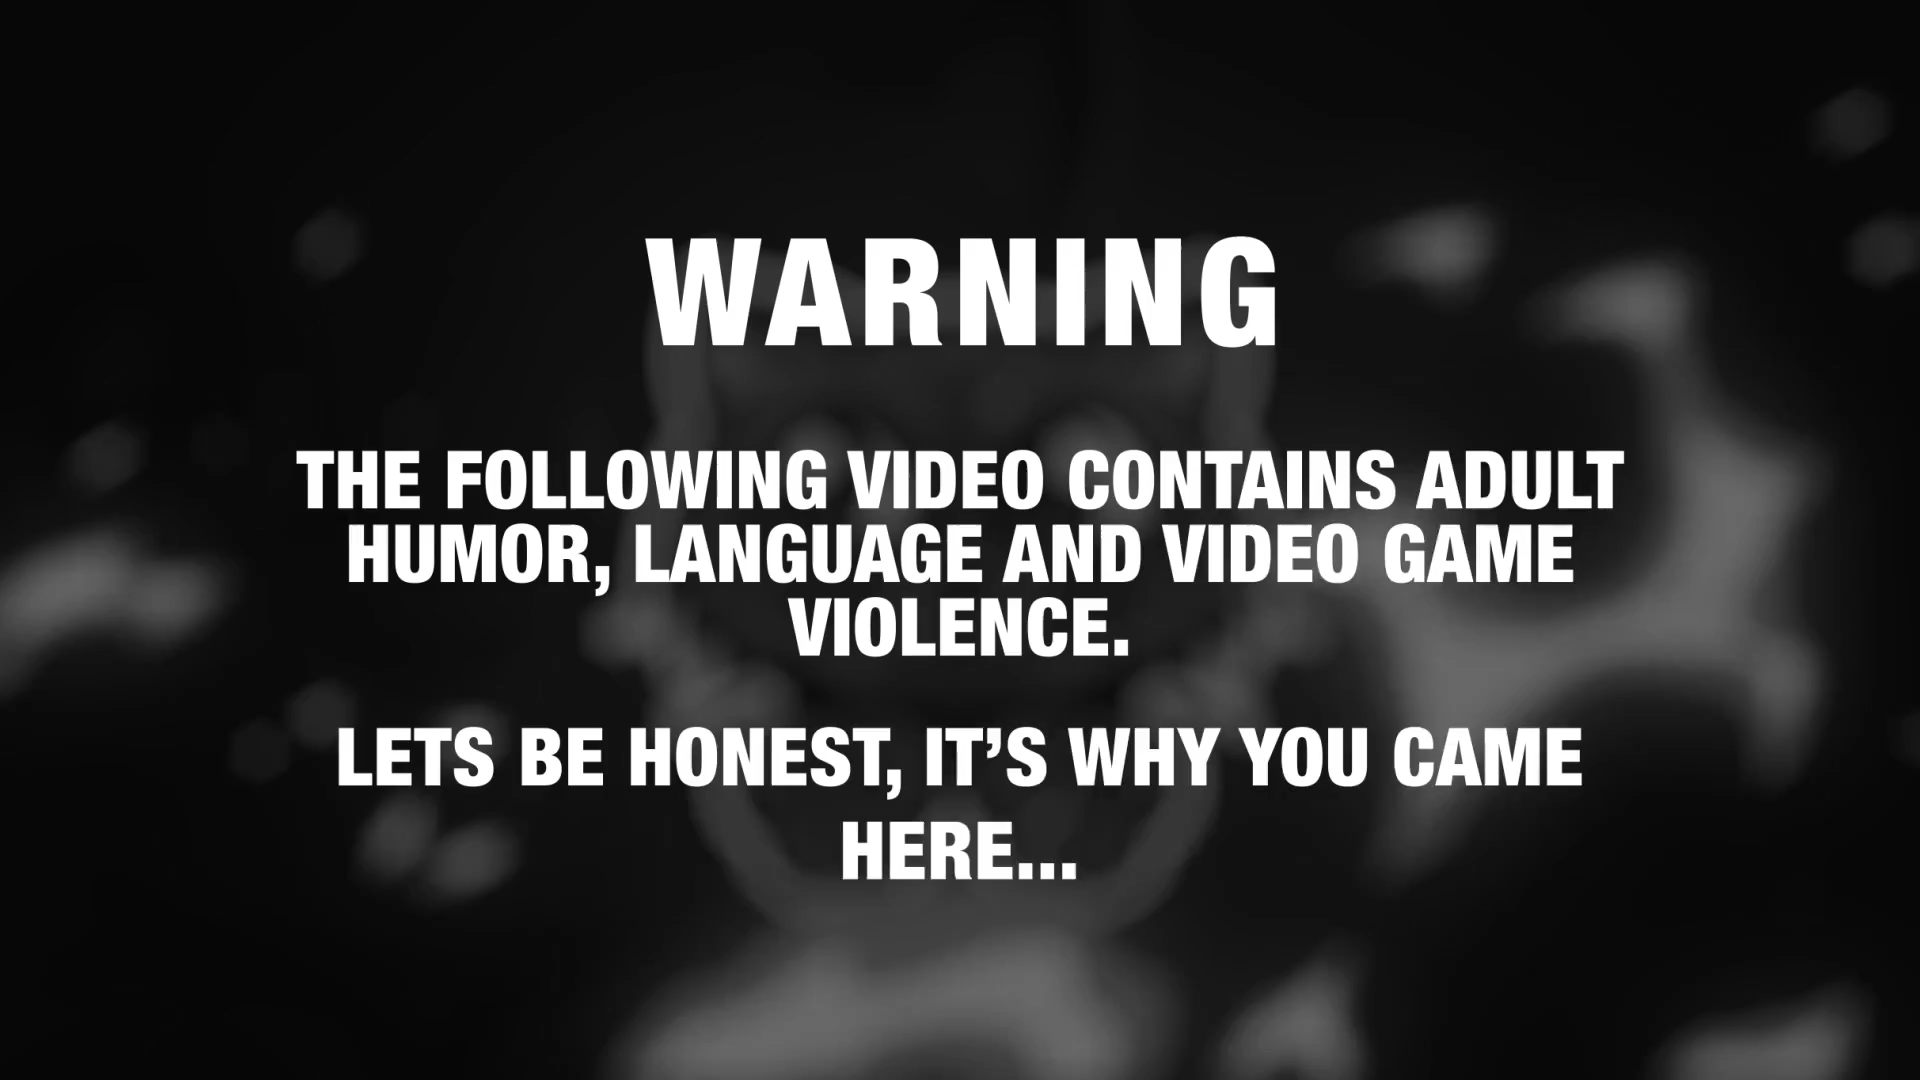 WARNING
THE FOLLOWING VIDEO CONTAINS ADULT
HUMOR, LANGUAGE AND VIDEO GAME
VIOLENCE.
LETS BE HONEST, IT’S WHY YOU CAME
HERE...